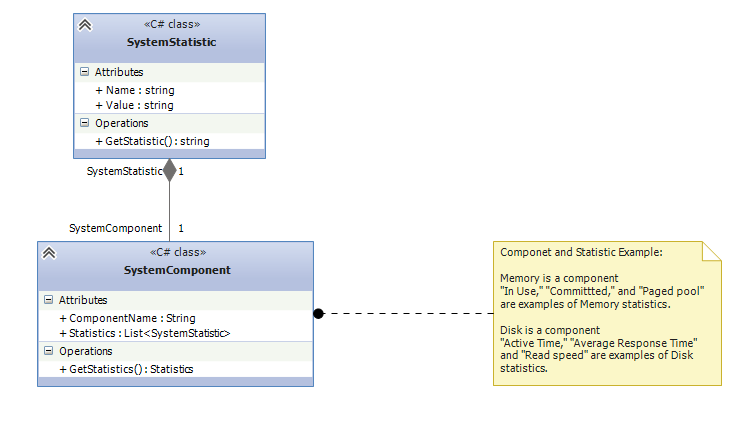 «C# class»
SystemStatistic
Attributes
+ Name : string
+ Value : string
Operations
+ GetStatistic() : string
SystemStatistic 1
SystemComponent 1
«C# class»
SystemComponent
Attributes
+ ComponentName : String
+ Statistics : List<SystemStatistic>
Operations
+ GetStatistics() : Statistics
Componet and Statistic Example:
Memory is a component
"In Use," "Committted," and "Paged pool"
are examples of Memory statistics.
Disk is a component
"Active Time," "Average Response Time"
and "Read speed" are examples of Disk
statistics.